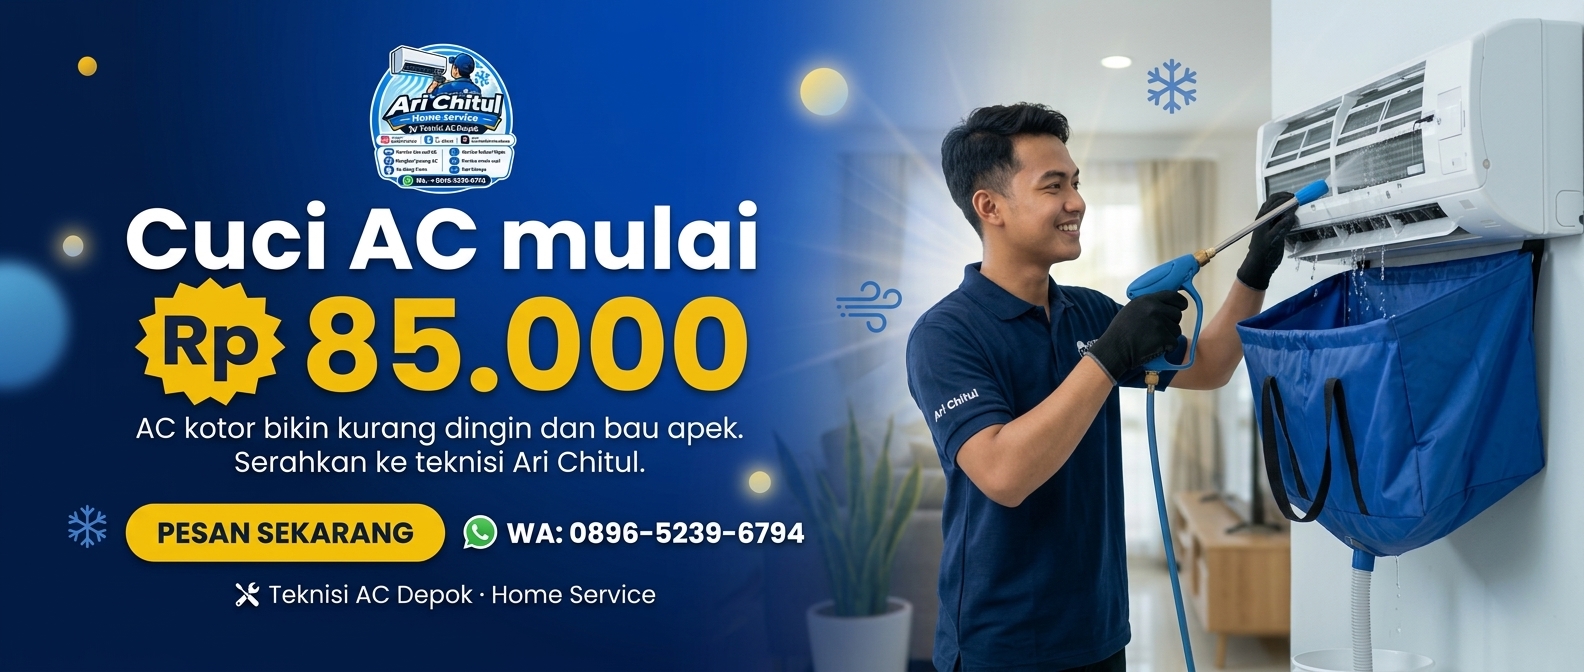 Ari Chitul
Home Service
Cuci AC mulai
Rp 85.000
AC kotor bikin kurang dingin dan bau apek.
Serahkan ke teknisi Ari Chitul.
PESAN SEKARANG
WA: 0896-5239-6794
Teknisi AC Depok · Home Service
Ari Chitul